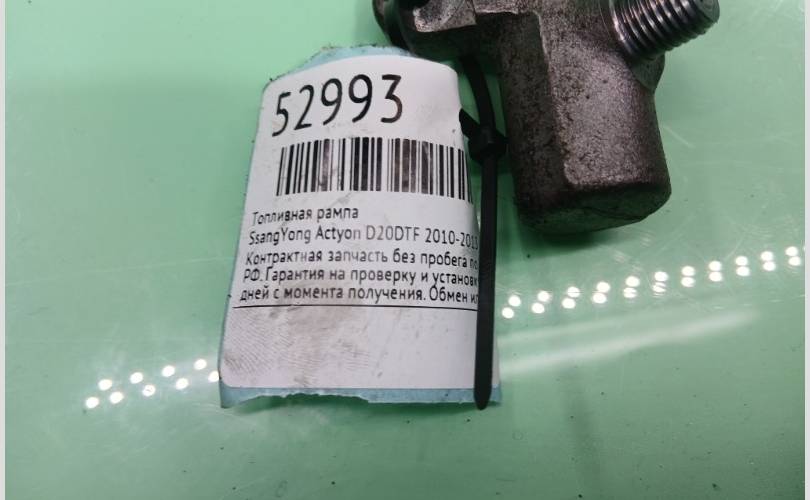 52993
Топливная рампа
SsangYong Actyon D20DTF 2010-2013
Контрактная запчасть без пробега по
РФ. Гарантия на проверку и
дней с момента получения. Обмен